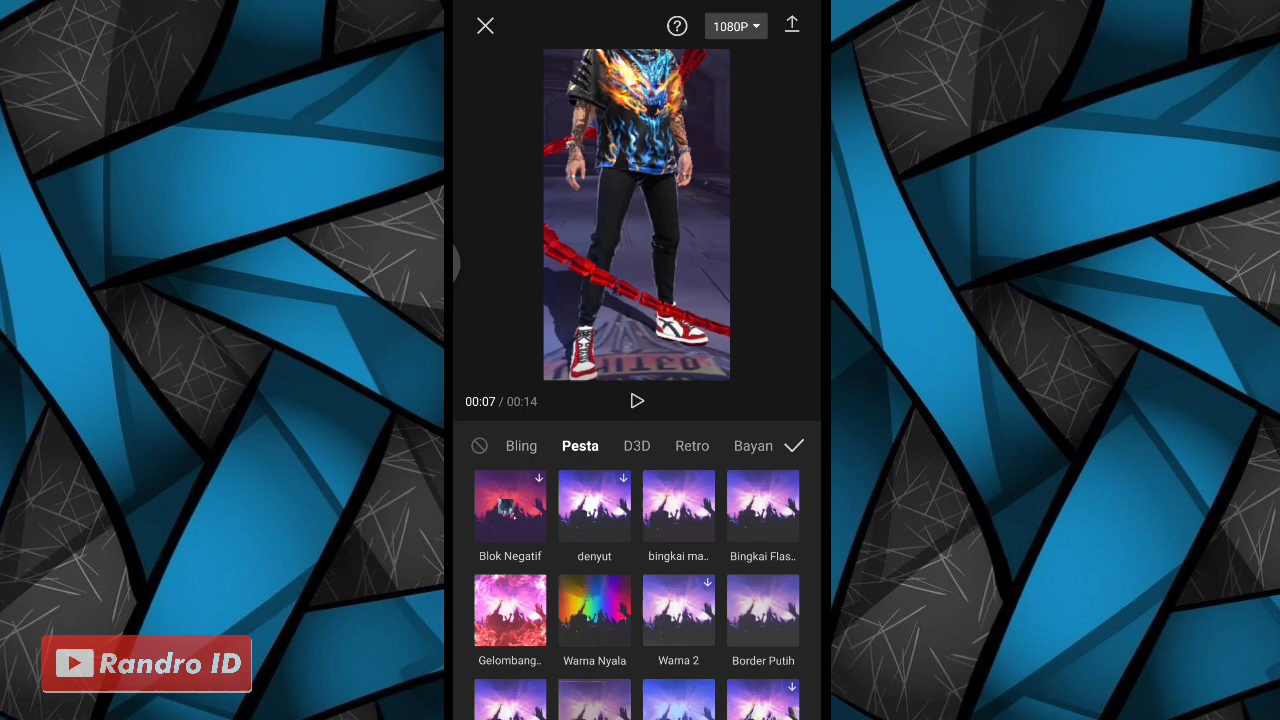 1080P
00:07 / 00:14
Bling Pesta D3D Retro Bayan
Blok Negatif denyut bingkai ma.. Bingkai Flas..
Gelombang.. Warna Nyala Warna 2 Border Putih
Randro ID